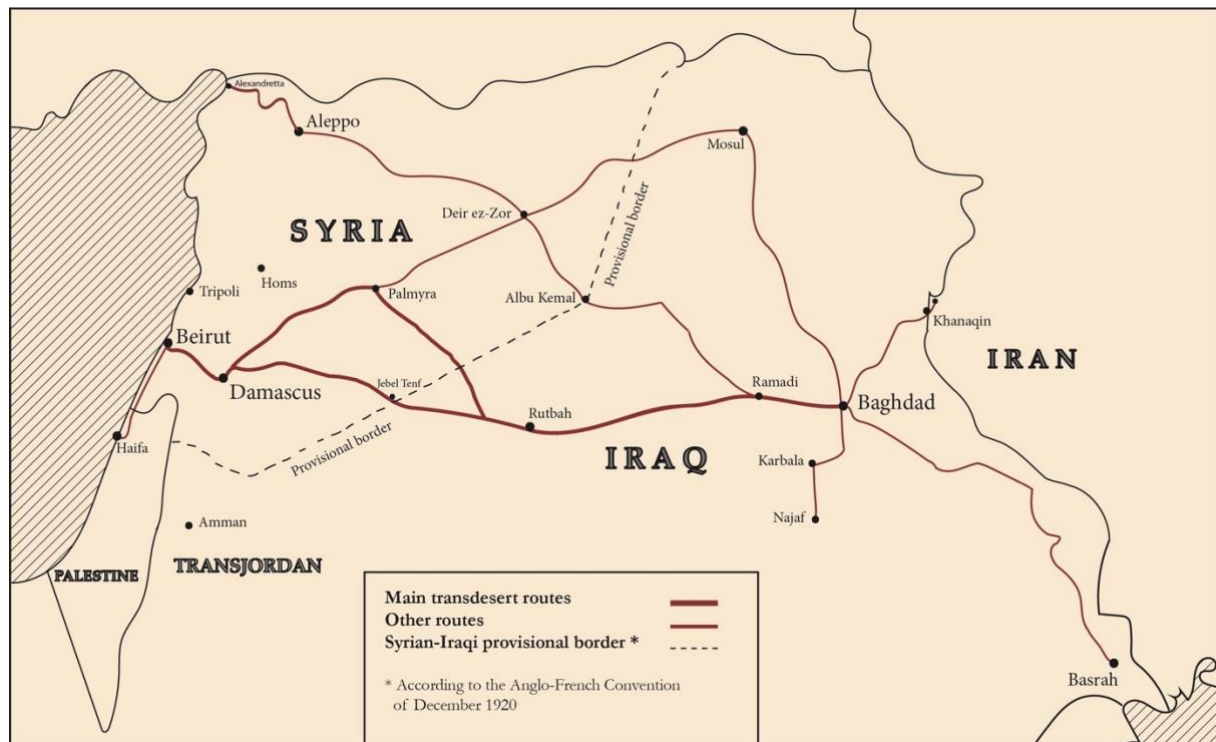 Alexandretta
Aleppo
Mosul
Deir ez-Zor
Provisional border
SYRIA
Homs
Tripoli
Palmyra
Albu Kemal
Khanaqin
Beirut
IRAN
Damascus
Jebel Tenf
Ramadi
Baghdad
Rutbah
Provisional border
Haifa
IRAQ
Karbala
Najaf
Amman
TRANSJORDAN
PALESTINE
Main transdesert routes
Other routes
Syrian-Iraqi provisional border *
* According to the Anglo-French Convention
of December 1920
Basrah